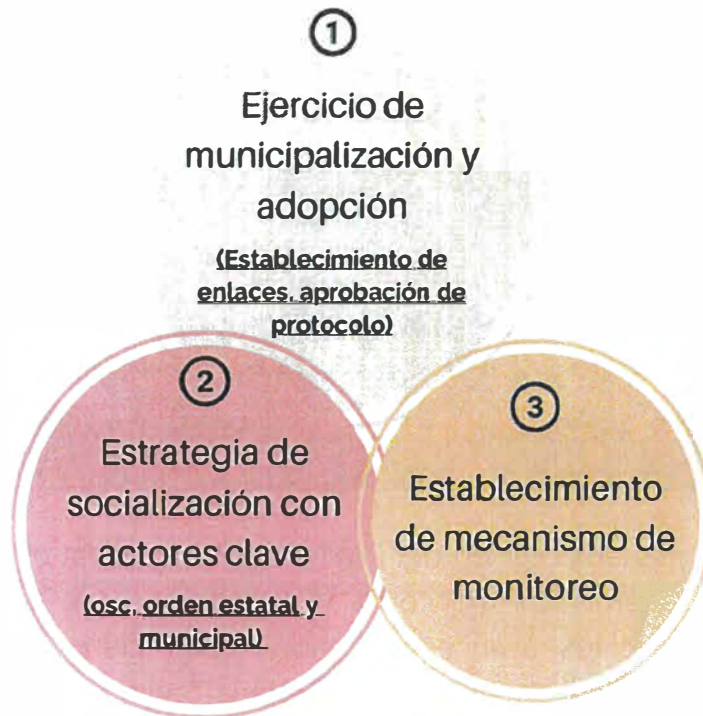 1
Ejercicio de
municipalización y
adopción
(Establecimiento de
enlaces, aprobación de
protocolo)
2
Estrategia de
socialización con
actores clave
(osc, orden estatal y
municipal)
3
Establecimiento
de mecanismo de
monitoreo